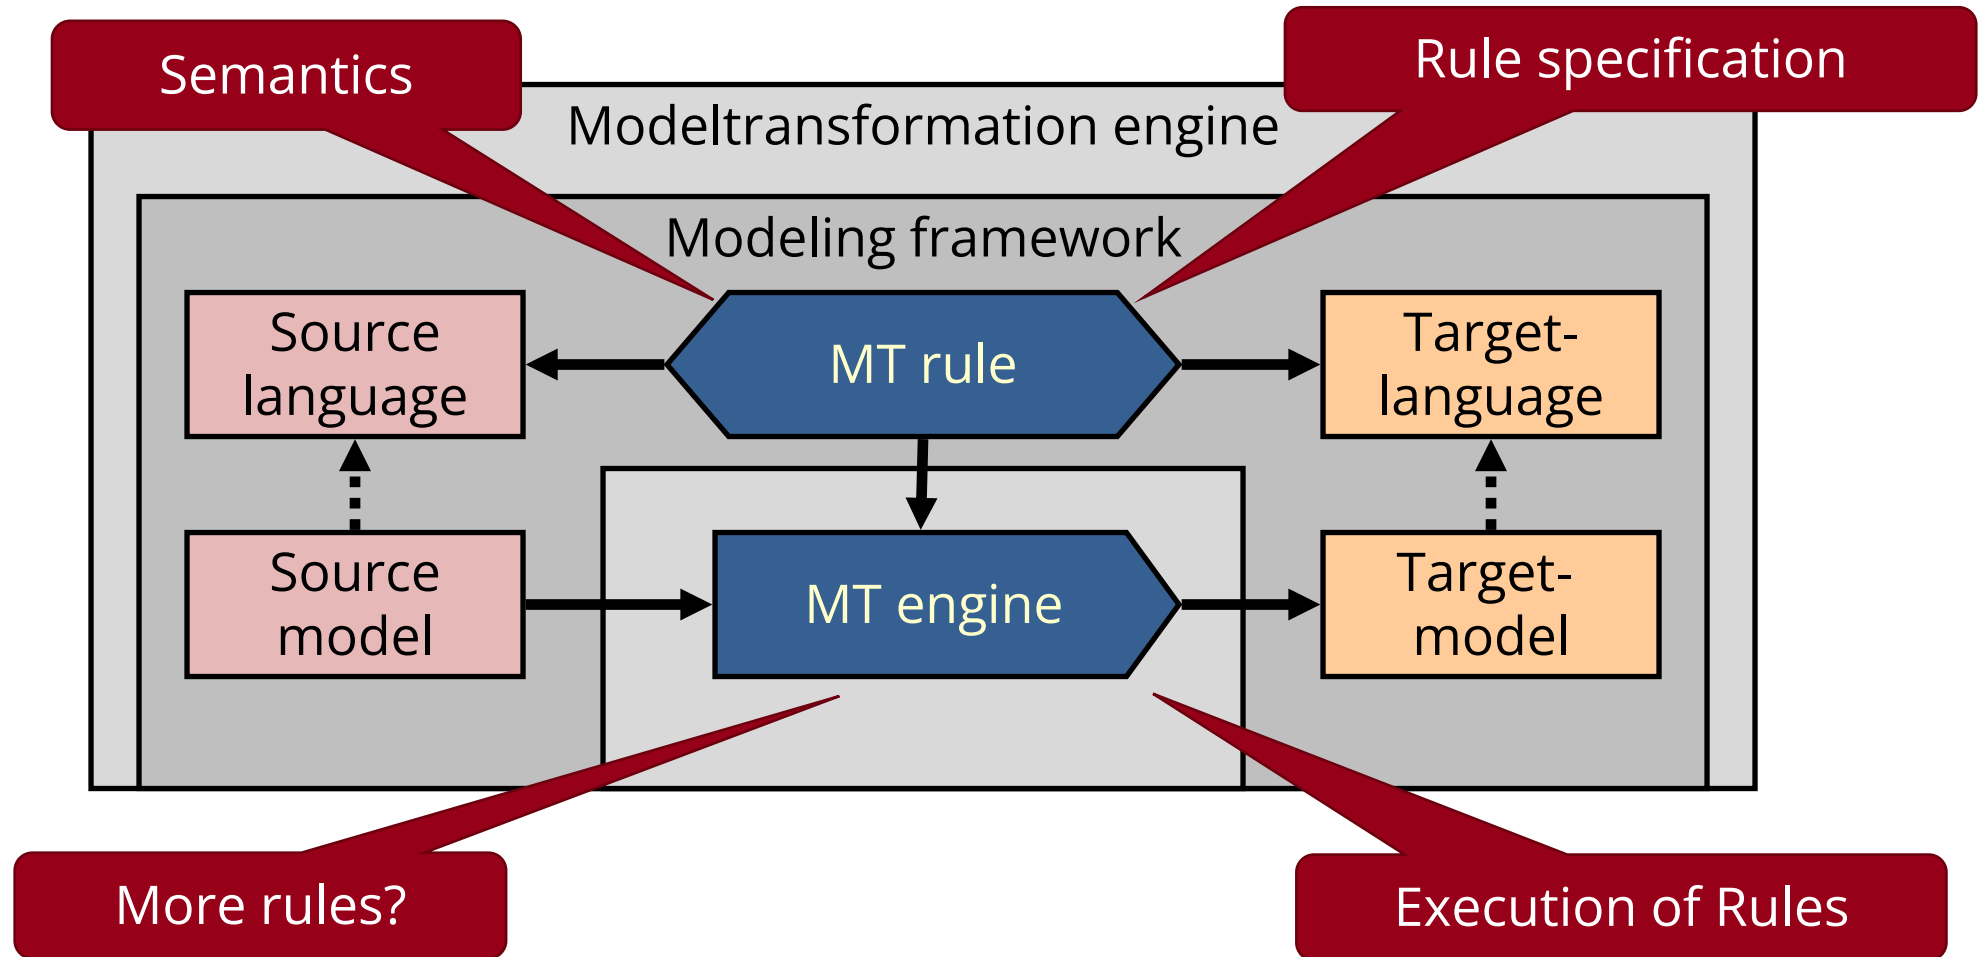 Semantics
Rule specification
Modeltransformation engine
Modeling framework
Source
language
MT rule
Target-
language
Source
model
MT engine
Target-
model
More rules?
Execution of Rules